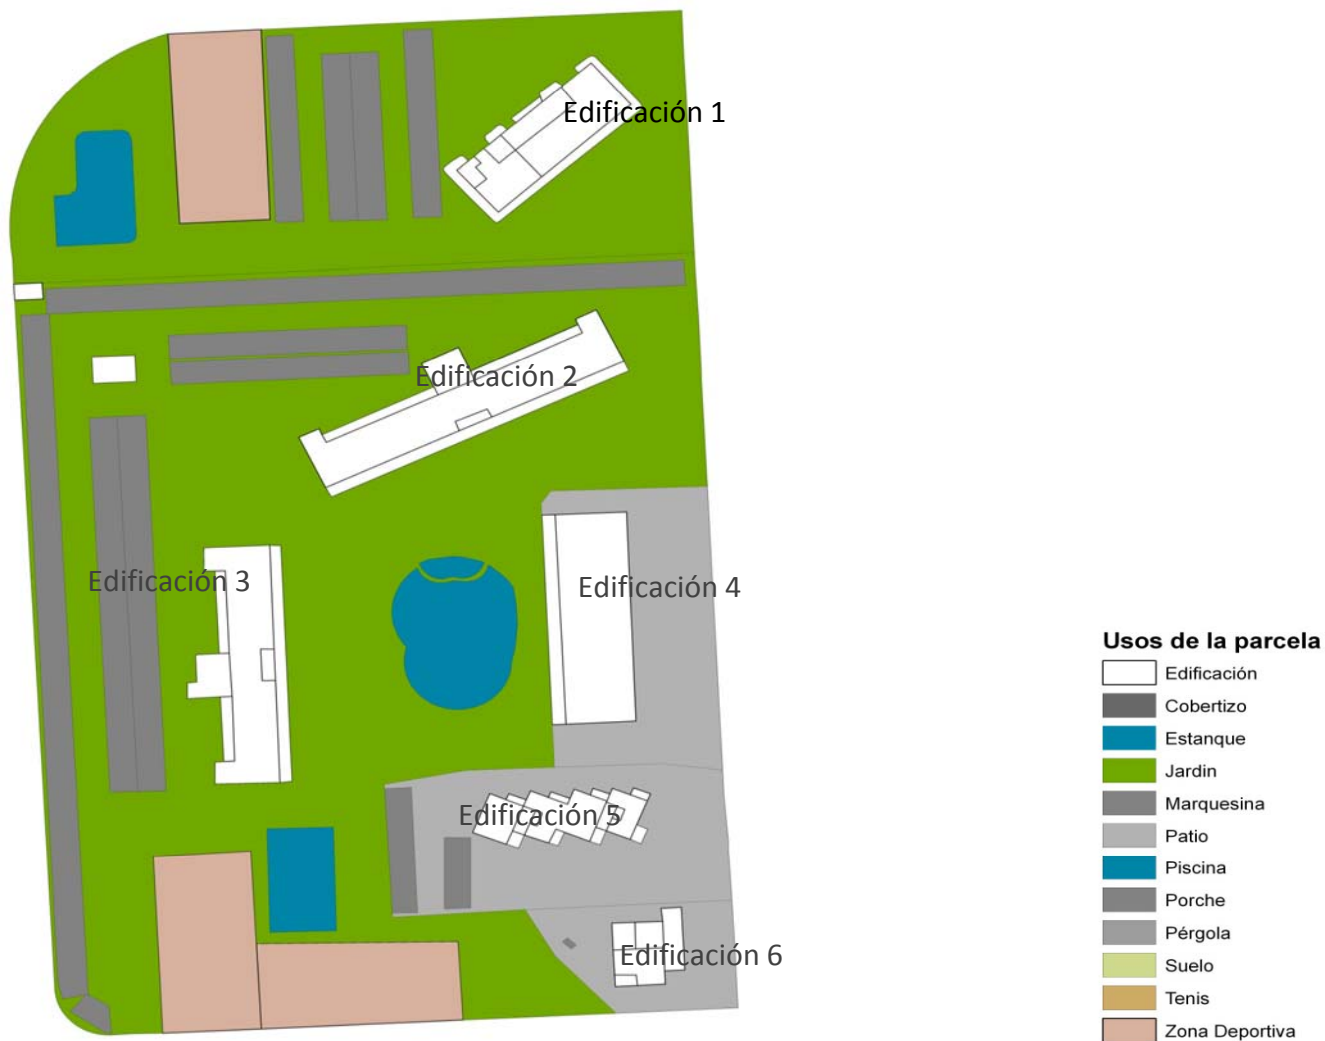 Edificación 1
Edificación 2
Edificación 3
Edificación 4
Edificación 5
Edificación 6
Usos de la parcela
Edificación
Cobertizo
Estanque
Jardin
Marquesina
Patio
Piscina
Porche
Pérgola
Suelo
Tenis
Zona Deportiva